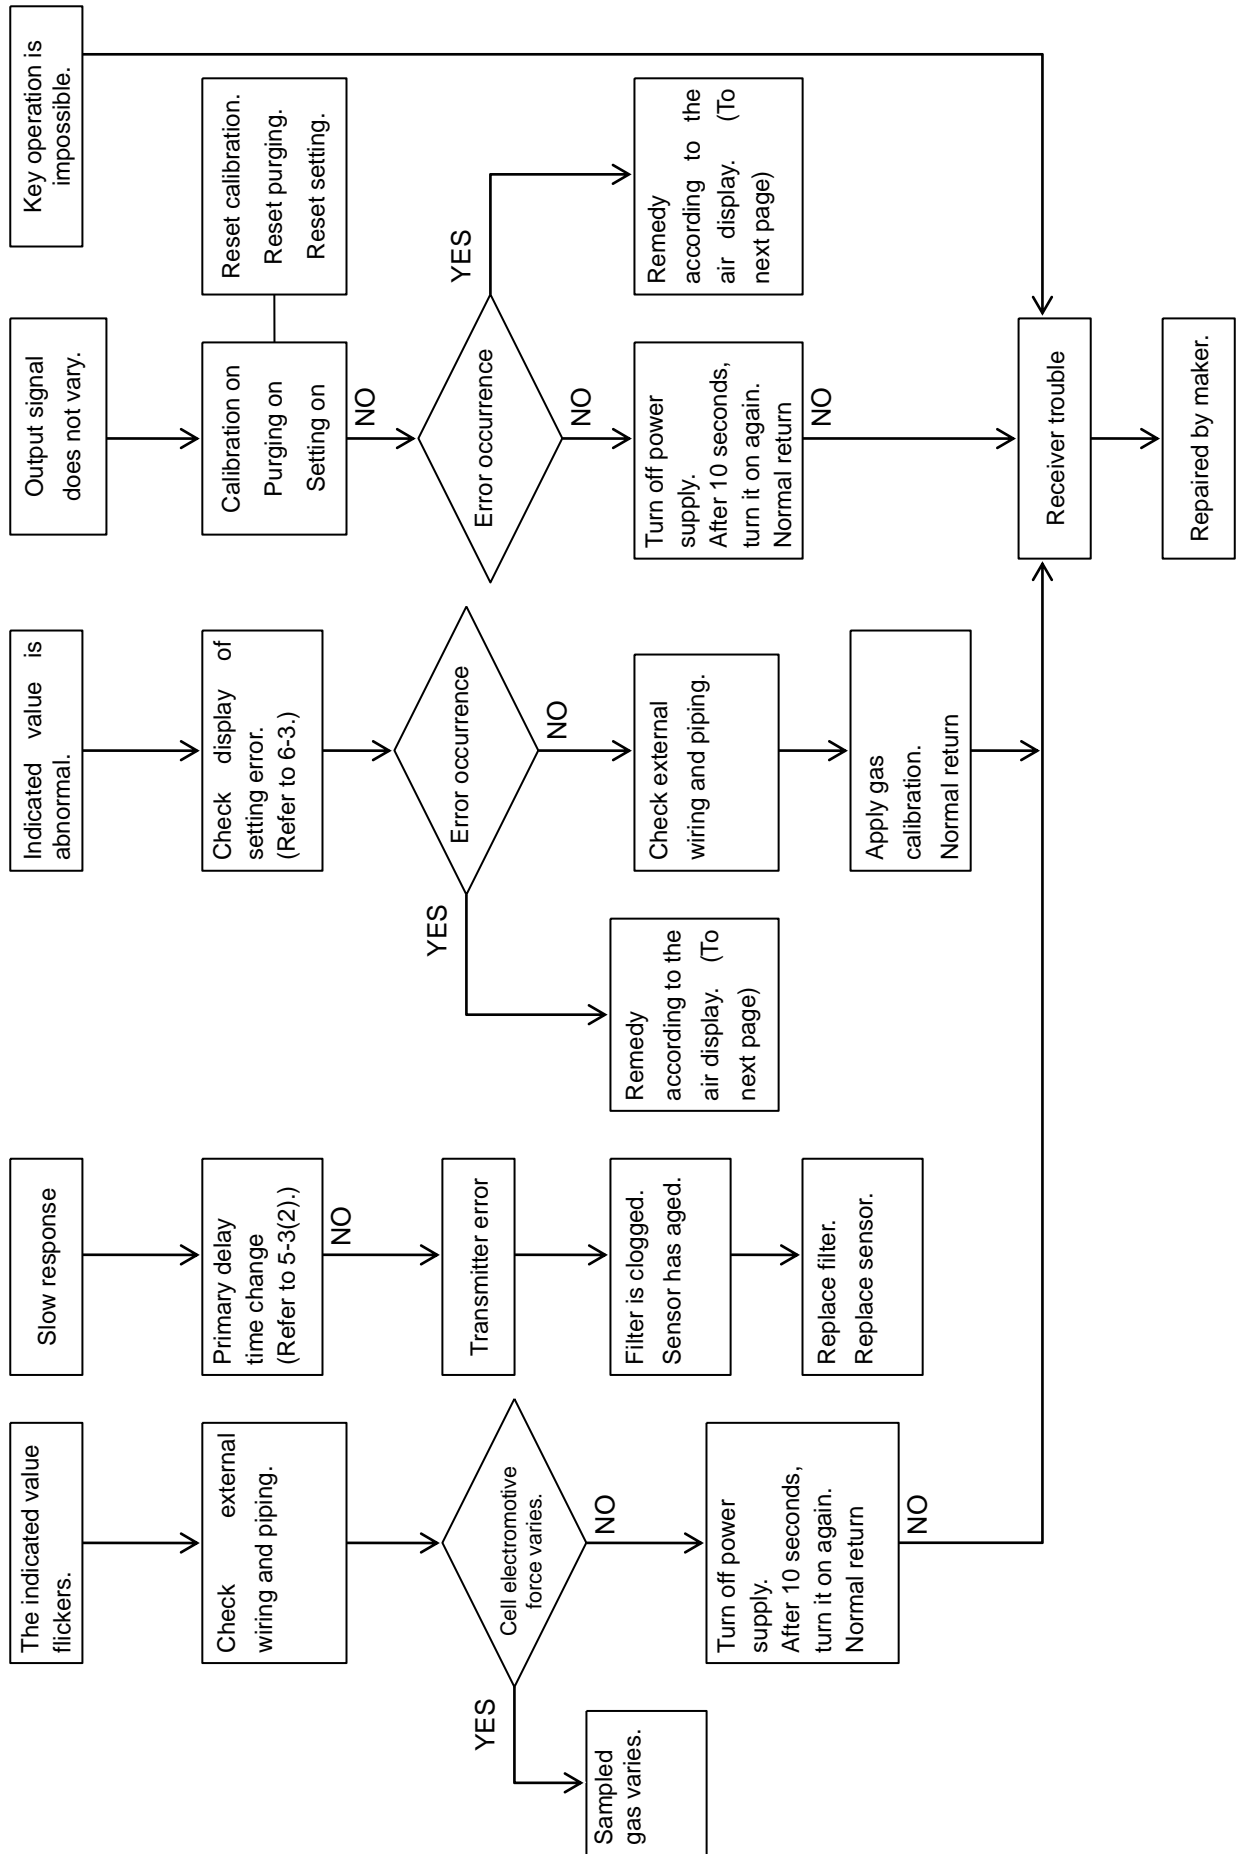 The indicated value
flickers.
Check external
wiring and piping.
Cell electromotive
force varies.
YES
Sampled
gas varies.
NO
Turn off power
supply.
After 10 seconds,
turn it on again.
Normal return
NO
Slow response
Primary delay
time change
(Refer to 5-3(2).)
NO
Transmitter error
Filter is clogged.
Sensor has aged.
Replace filter.
Replace sensor.
Indicated value is
abnormal.
Check display of
setting error.
(Refer to 6-3.)
Error occurrence
YES
Remedy
according to the
air display. (To
next page)
NO
Check external
wiring and piping.
Apply gas
calibration.
Normal return
Output signal
does not vary.
Calibration on
Purging on
Setting on
Reset calibration.
Reset purging.
Reset setting.
NO
Error occurrence
YES
Remedy
according to the
air display. (To
next page)
NO
Turn off power
supply.
After 10 seconds,
turn it on again.
Normal return
NO
Key operation is
impossible.
Receiver trouble
Repaired by maker.